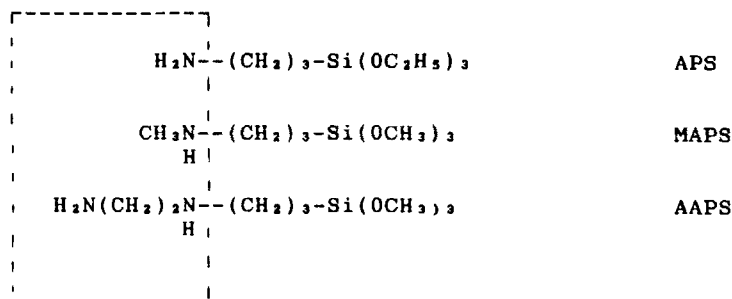 H₂N--(CH₂)₃-Si(OC₂H₅)₃ APS
CH₃N--(CH₂)₃-Si(OCH₃)₃ MAPS
H
H₂N(CH₂)₂N--(CH₂)₃-Si(OCH₃)₃ AAPS
H